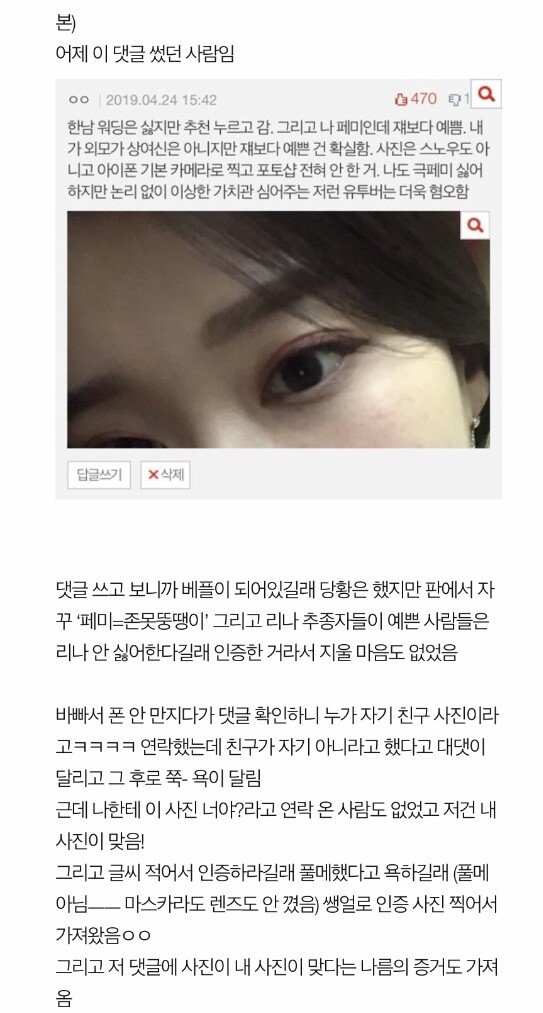 본)
어제 이 댓글 썼던 사람임
ㅇㅇ | 2019.04.24 15:42 470 1
한남 워딩은 싫지만 추천 누르고 감. 그리고 나 페미인데 쟤보다 예쁨. 내
가 외모가 상여신은 아니지만 쟤보다 예쁜 건 확실함. 사진은 스노우도 아
니고 아이폰 기본 카메라로 찍고 포토샵 전혀 안 한 거. 나도 극페미 싫어
하지만 논리 없이 이상한 가치관 심어주는 저런 유투버는 더욱 혐오함
답글쓰기 ×삭제
댓글 쓰고 보니까 베플이 되어있길래 당황은 했지만 판에서 자
꾸 ‘페미=존못뚱땡이’ 그리고 리나 추종자들이 예쁜 사람들은
리나 안 싫어한다길래 인증한 거라서 지울 마음도 없었음
바빠서 폰 안 만지다가 댓글 확인하니 누가 자기 친구 사진이라
고ㅋㅋㅋㅋ 연락했는데 친구가 자기 아니라고 했다고 대댓이
달리고 그 후로 쭉- 욕이 달림
근데 나한테 이 사진 너야?라고 연락 온 사람도 없었고 저건 내
사진이 맞음!
그리고 글씨 적어서 인증하라길래 풀메했다고 욕하길래 (풀메
아님ㅡㅡ 마스카라도 렌즈도 안 꼈음) 쌩얼로 인증 사진 찍어서
가져왔음ㅇㅇ
그리고 저 댓글에 사진이 내 사진이 맞다는 나름의 증거도 가져
옴